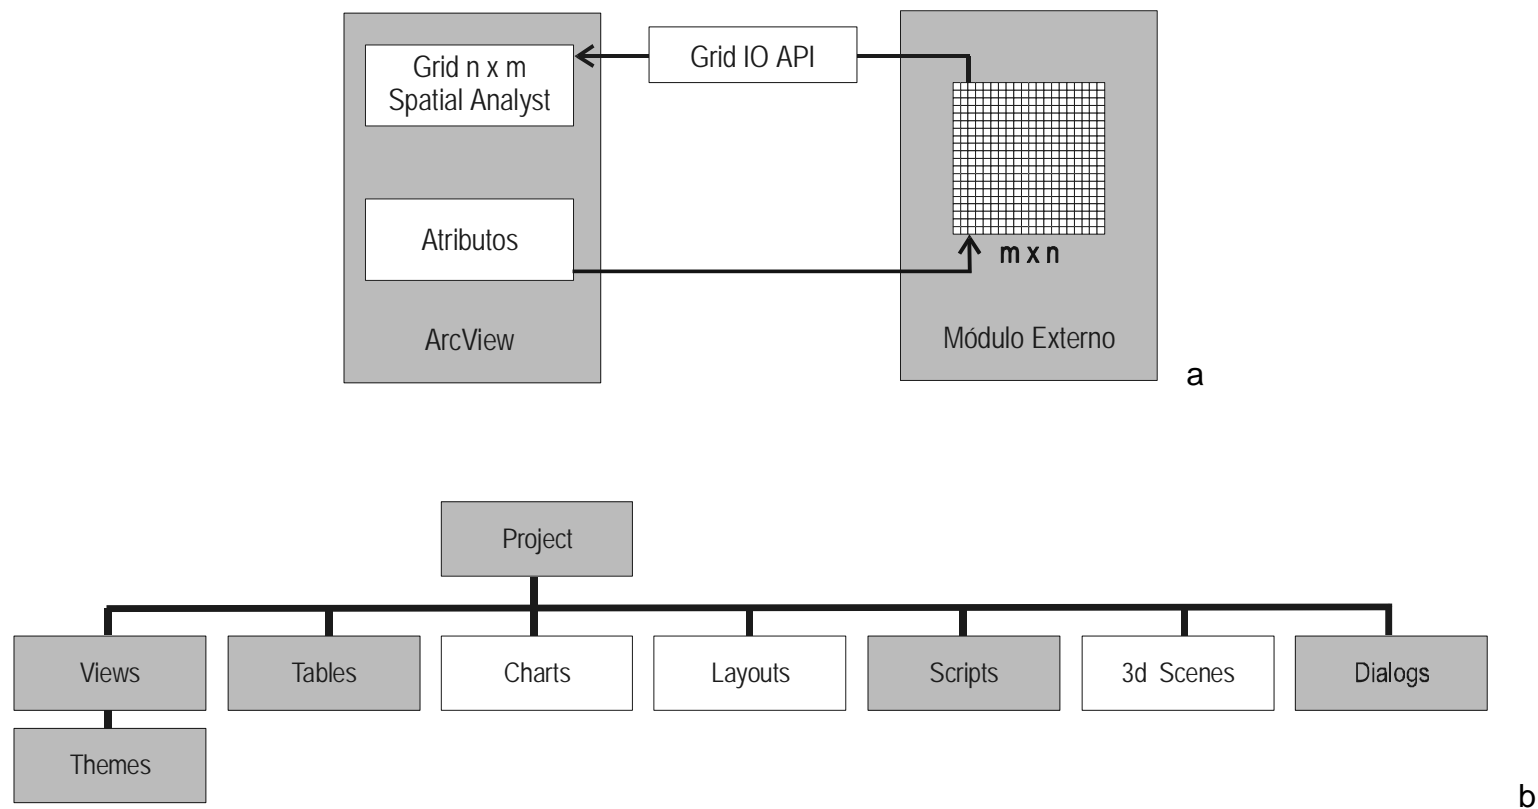 Grid n x m
Spatial Analyst
Grid IO API
Atributos
m x n
ArcView
Módulo Externo
a
Project
Views
Tables
Charts
Layouts
Scripts
3d Scenes
Dialogs
Themes
b